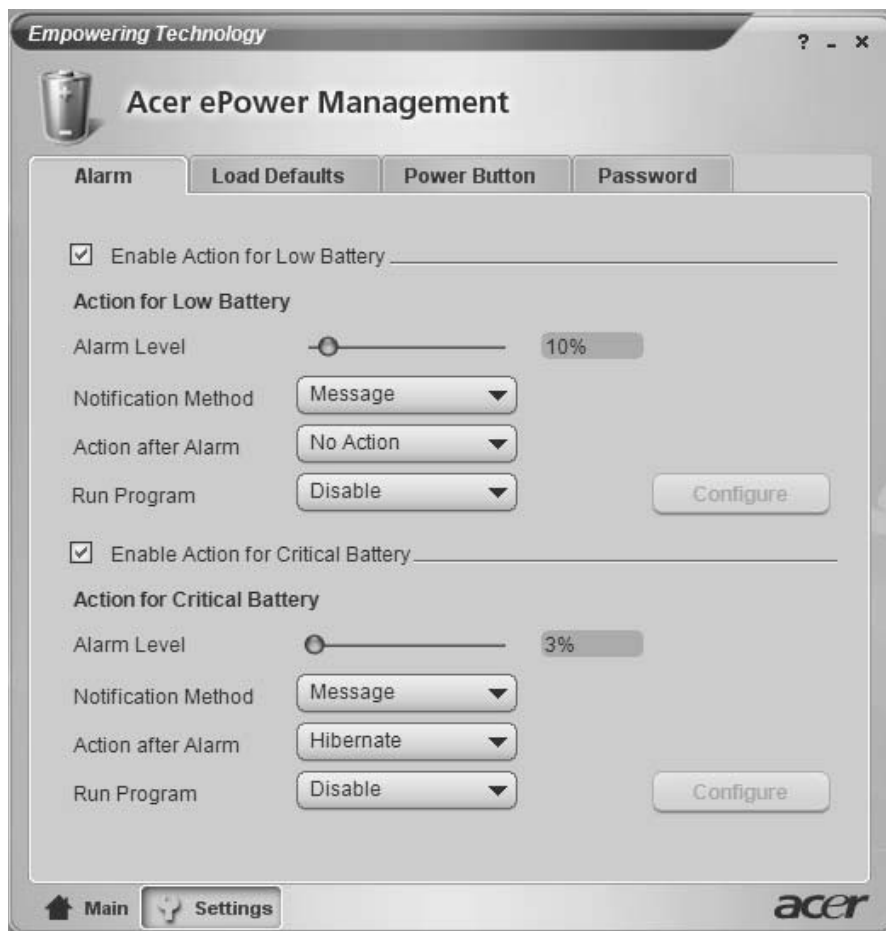 Empowering Technology
? - x
Acer ePower Management
Alarm Load Defaults Power Button Password
Enable Action for Low Battery
Action for Low Battery
Alarm Level 10%
Notification Method Message
Action after Alarm No Action
Run Program Disable Configure
Enable Action for Critical Battery
Action for Critical Battery
Alarm Level 3%
Notification Method Message
Action after Alarm Hibernate
Run Program Disable Configure
Main Settings acer